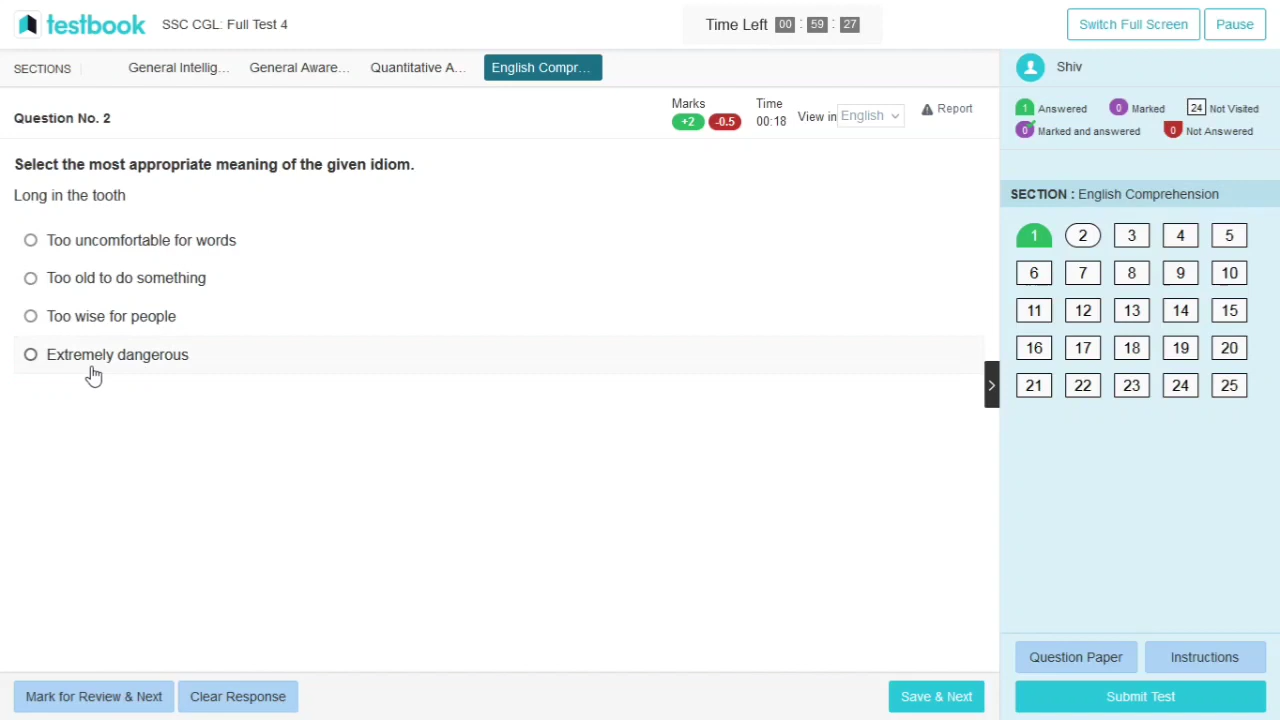 testbook SSC CGL: Full Test 4 Time Left 00 : 59 : 27 Switch Full Screen Pause
SECTIONS General Intellig... General Aware... Quantitative A... English Compr... Shiv
Question No. 2 Marks +2 -0.5 Time 00:18 View in English Report
1 Answered 0 Marked 24 Not Visited
0 Marked and answered 0 Not Answered
Select the most appropriate meaning of the given idiom.
Long in the tooth
Too uncomfortable for words
Too old to do something
Too wise for people
Extremely dangerous
SECTION : English Comprehension
1 2 3 4 5
6 7 8 9 10
11 12 13 14 15
16 17 18 19 20
21 22 23 24 25
Question Paper Instructions
Mark for Review & Next Clear Response Save & Next Submit Test